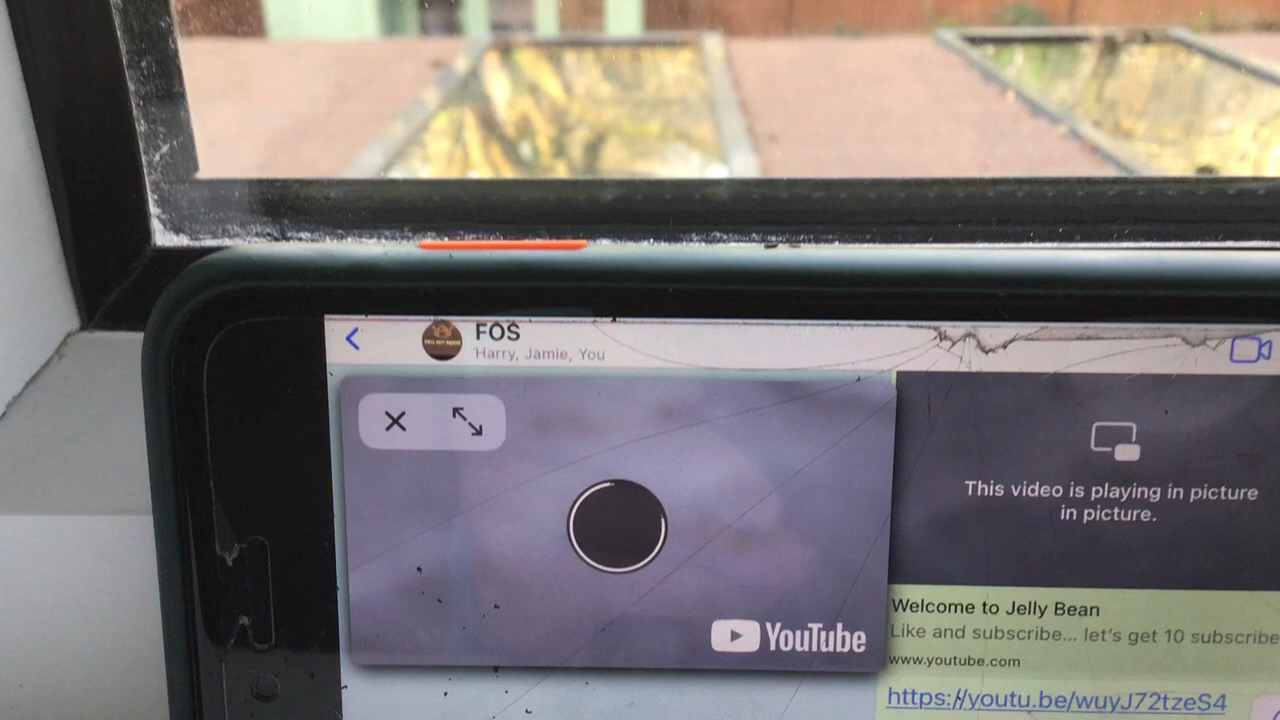 FOS
'Harry, Jamie, You
This video is playing in picture
in picture.
YouTube
Welcome to Jelly Bean
Like and subscribe... let's get 10 subscribe
www.youtube.com
https://youtu.be/wuyJ72tzeS4